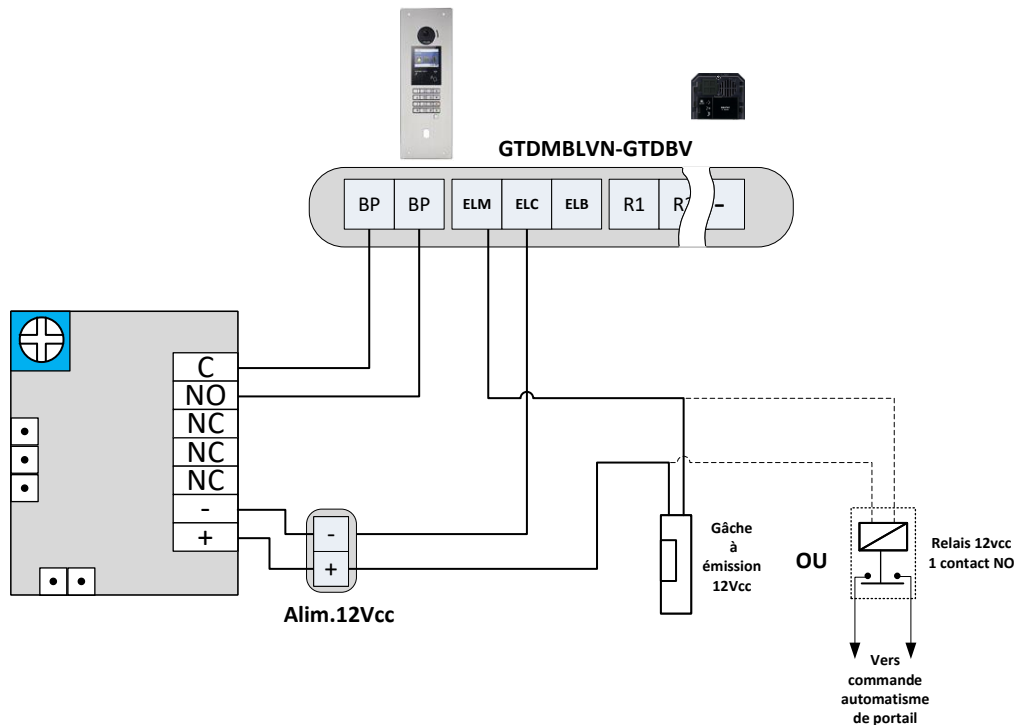 GTDMBLVN-GTDBV
BP BP ELM ELC ELB R1 R1 -
C
NO
NC
NC
NC
-
+
-
+
Alim.12Vcc
Gâche
à
émission
12Vcc
OU
Relais 12vcc
1 contact NO
Vers
commande
automatisme
de portail